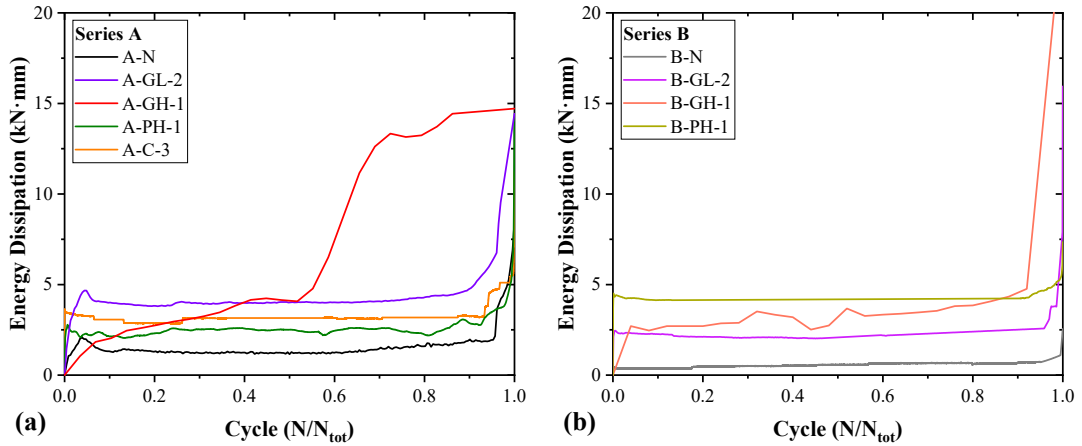 Series A
A-N
A-GL-2
A-GH-1
A-PH-1
A-C-3
20
15
10
5
0
Energy Dissipation (kN·mm)
0.0 0.2 0.4 0.6 0.8 1.0
Cycle (N/Ntot)
(a)
Series B
B-N
B-GL-2
B-GH-1
B-PH-1
20
15
10
5
0
Energy Dissipation (kN·mm)
0.0 0.2 0.4 0.6 0.8 1.0
Cycle (N/Ntot)
(b)